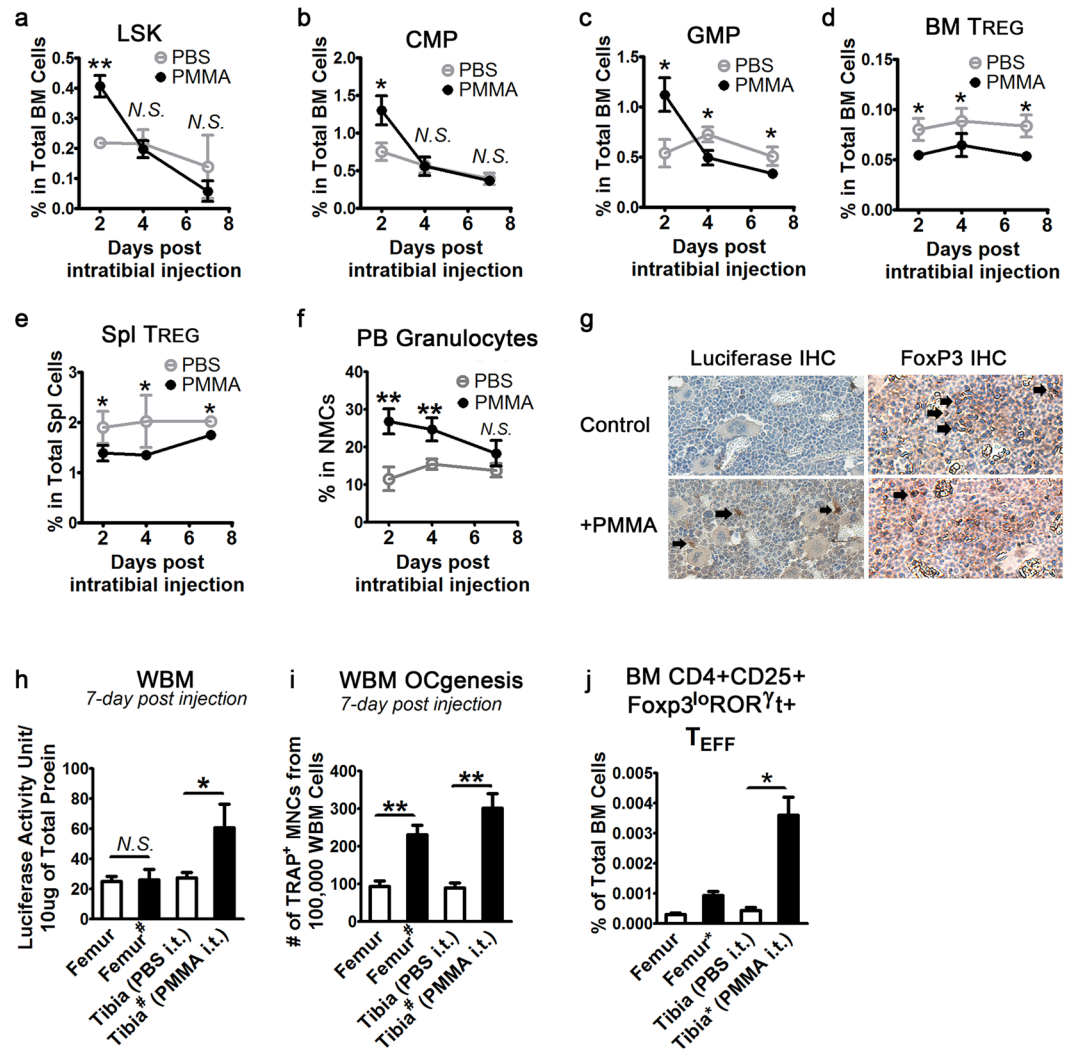 a
LSK
PBS
PMMA
**
N.S.
N.S.
% in Total BM Cells
0.5
0.4
0.3
0.2
0.1
0.0
2 4 6 8
Days post
intratibial injection
b
CMP
PBS
PMMA
*
N.S.
N.S.
% in Total BM Cells
2.0
1.5
1.0
0.5
0.0
2 4 6 8
Days post
intratibial injection
c
GMP
PBS
PMMA
*
*
*
% in Total BM Cells
1.5
1.0
0.5
0.0
2 4 6 8
Days post
intratibial injection
d
BM TREG
PBS
PMMA
* * *
% in Total BM Cells
0.15
0.10
0.05
0.00
2 4 6 8
Days post
intratibial injection
e
Spl TREG
PBS
PMMA
* * *
% in Total Spl Cells
3
2
1
0
2 4 6 8
Days post
intratibial injection
f
PB Granulocytes
PBS
PMMA
** **
N.S.
% in NMCs
40
30
20
10
0
2 4 6 8
Days post
intratibial injection
g
Luciferase IHC
FoxP3 IHC
Control
+PMMA
h
WBM
7-day post injection
Luciferase Activity Unit/
10ug of Total Proein
100
80
60
40
20
0
N.S.
*
Femur
Femur#
Tibia (PBS i.t.)
Tibia# (PMMA i.t.)
i
WBM OCgenesis
7-day post injection
# of TRAP+ MNCs from
100,000 WBM Cells
400
300
200
100
0
**
**
Femur
Femur#
Tibia (PBS i.t.)
Tibia# (PMMA i.t.)
j
BM CD4+CD25+
Foxp3loRORγt+
TEFF
% of Total BM Cells
0.005
0.004
0.003
0.002
0.001
0.000
*
Femur
Femur*
Tibia (PBS i.t.)
Tibia* (PMMA i.t.)